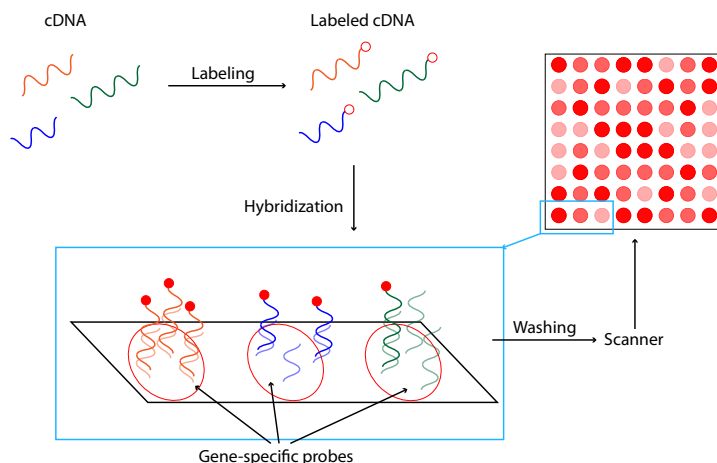 cDNA
Labeled cDNA
Labeling
Hybridization
Washing
Scanner
Gene-specific probes